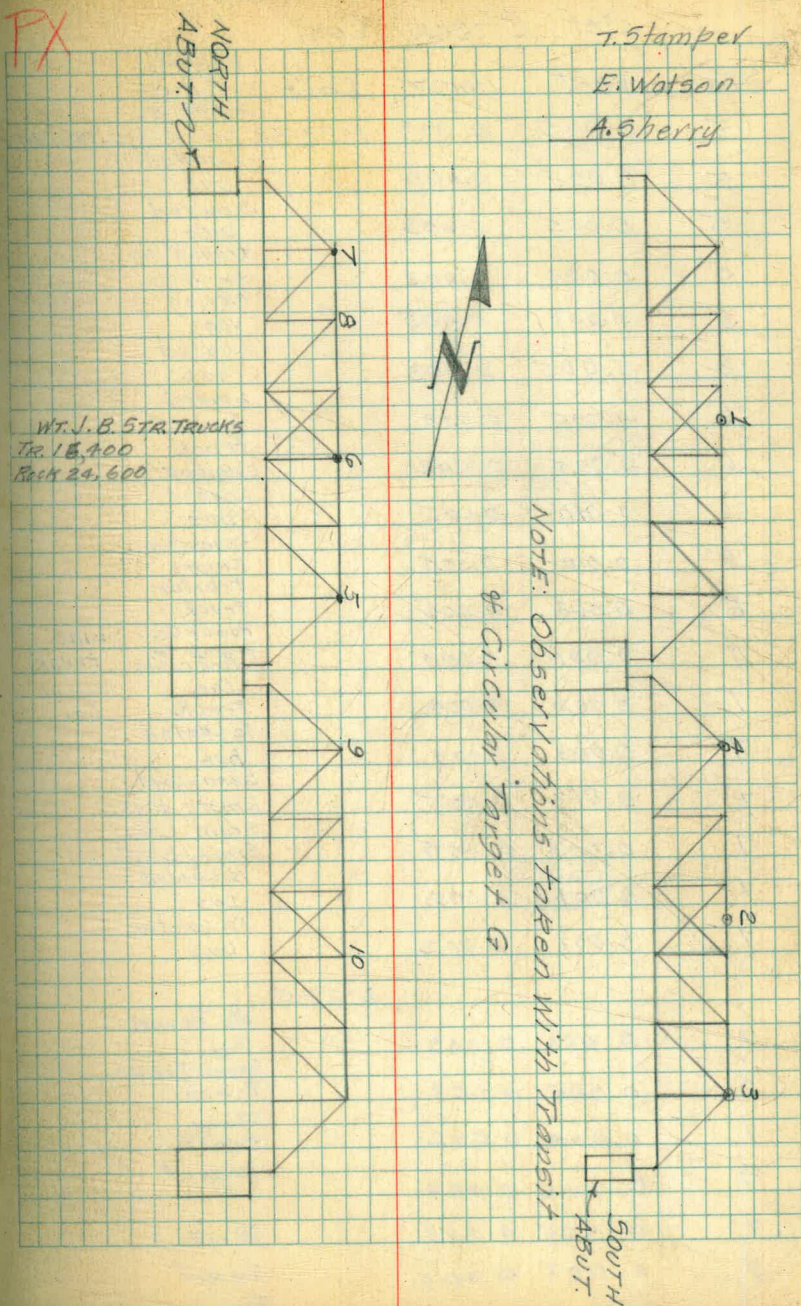 PX
T. Stamper
E. Watson
A. Sherry
NORTH
ABUT.
7
8
6
5
9
10
WT. J. B. STR. TRUCKS
TR. 15,400
Rock 24,600
N
1
4
2
3
NOTE: Observations taken With Transit
& Circular Target G
SOUTH
ABUT.